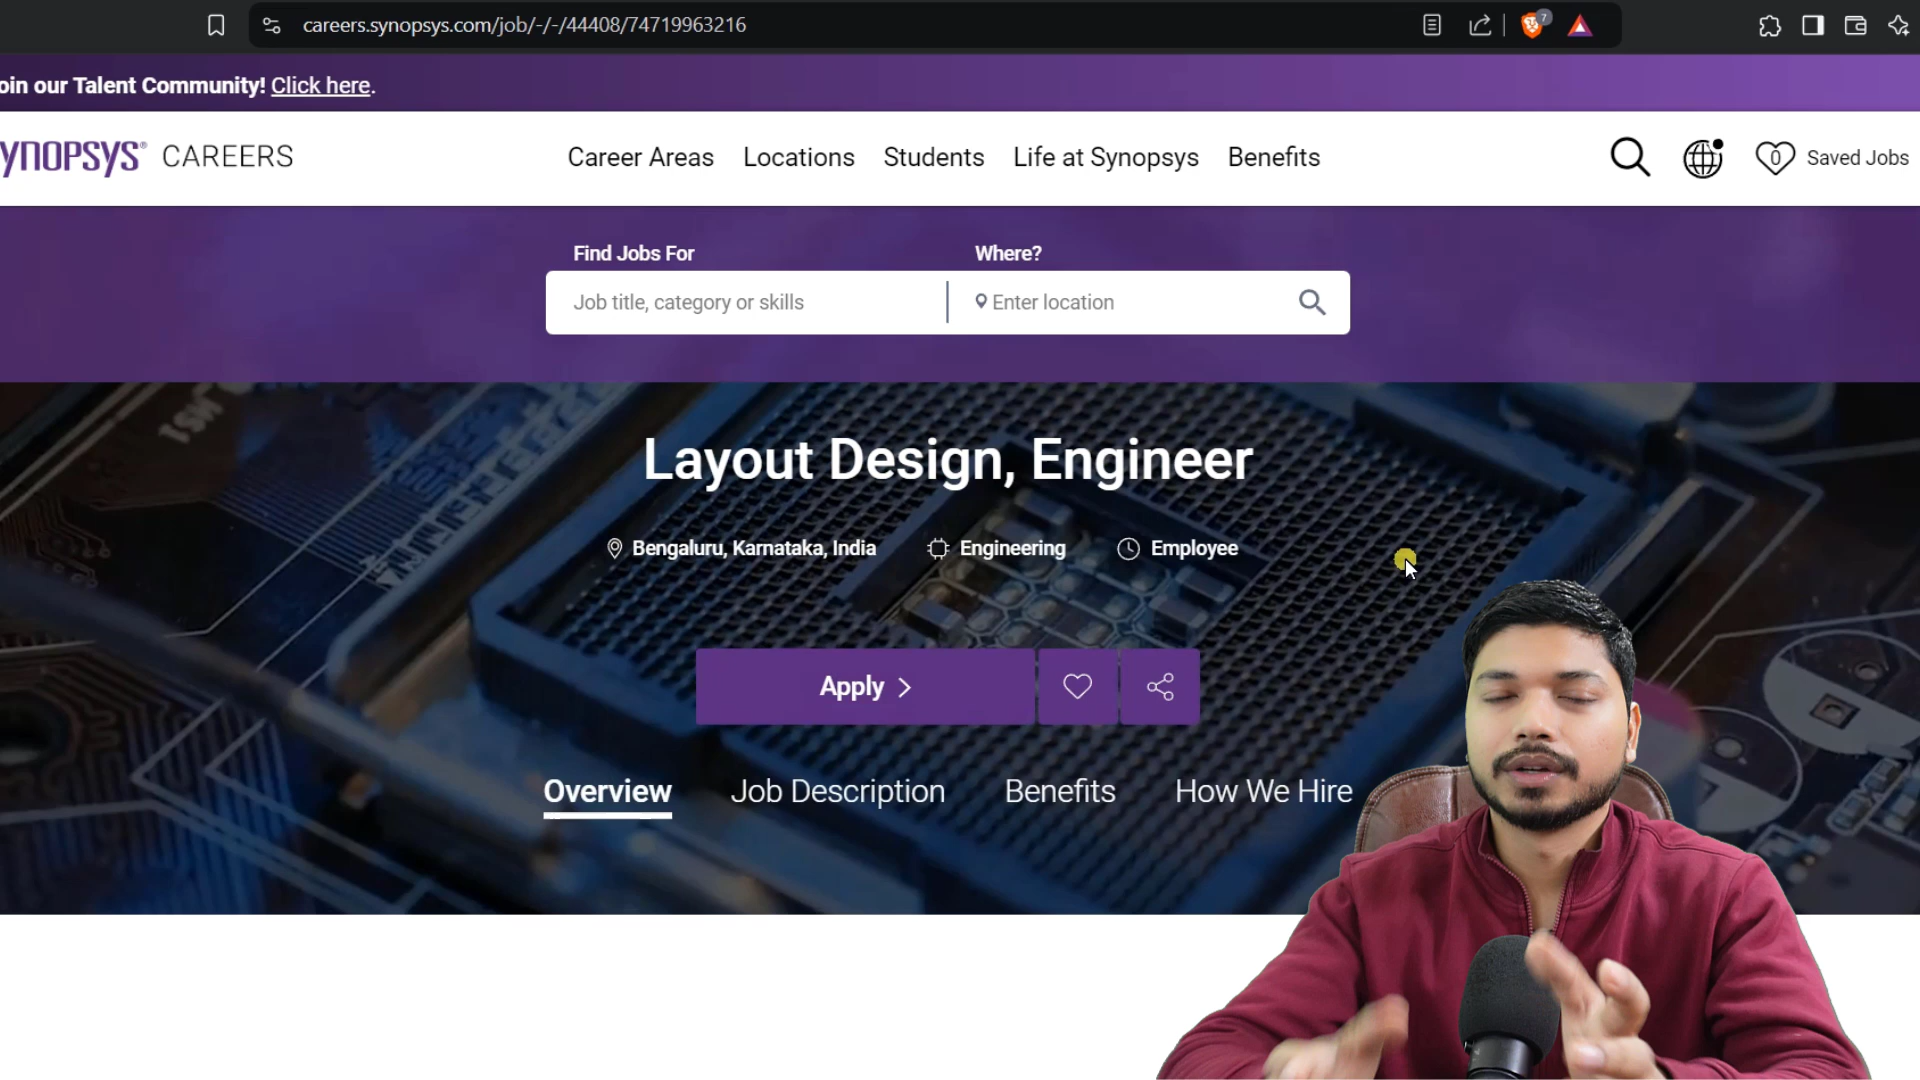 careers.synopsys.com/job/-/-/44408/74719963216
7
oin our Talent Community! Click here.
ynopsys® CAREERS
Career Areas
Locations
Students
Life at Synopsys
Benefits
0
Saved Jobs
Find Jobs For
Where?
Job title, category or skills
Enter location
Layout Design, Engineer
Bengaluru, Karnataka, India
Engineering
Employee
Apply
Overview
Job Description
Benefits
How We Hire